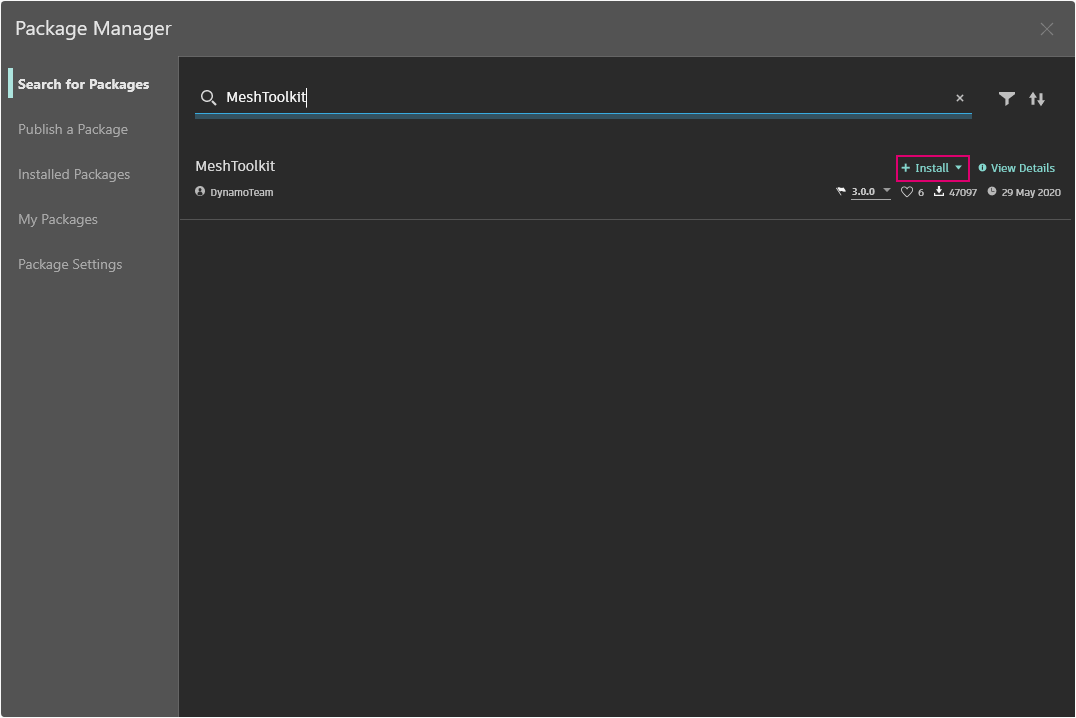 Package Manager
Search for Packages
Publish a Package
Installed Packages
My Packages
Package Settings
MeshToolkit
MeshToolkit
Install
View Details
DynamoTeam
3.0.0
6
47097
29 May 2020